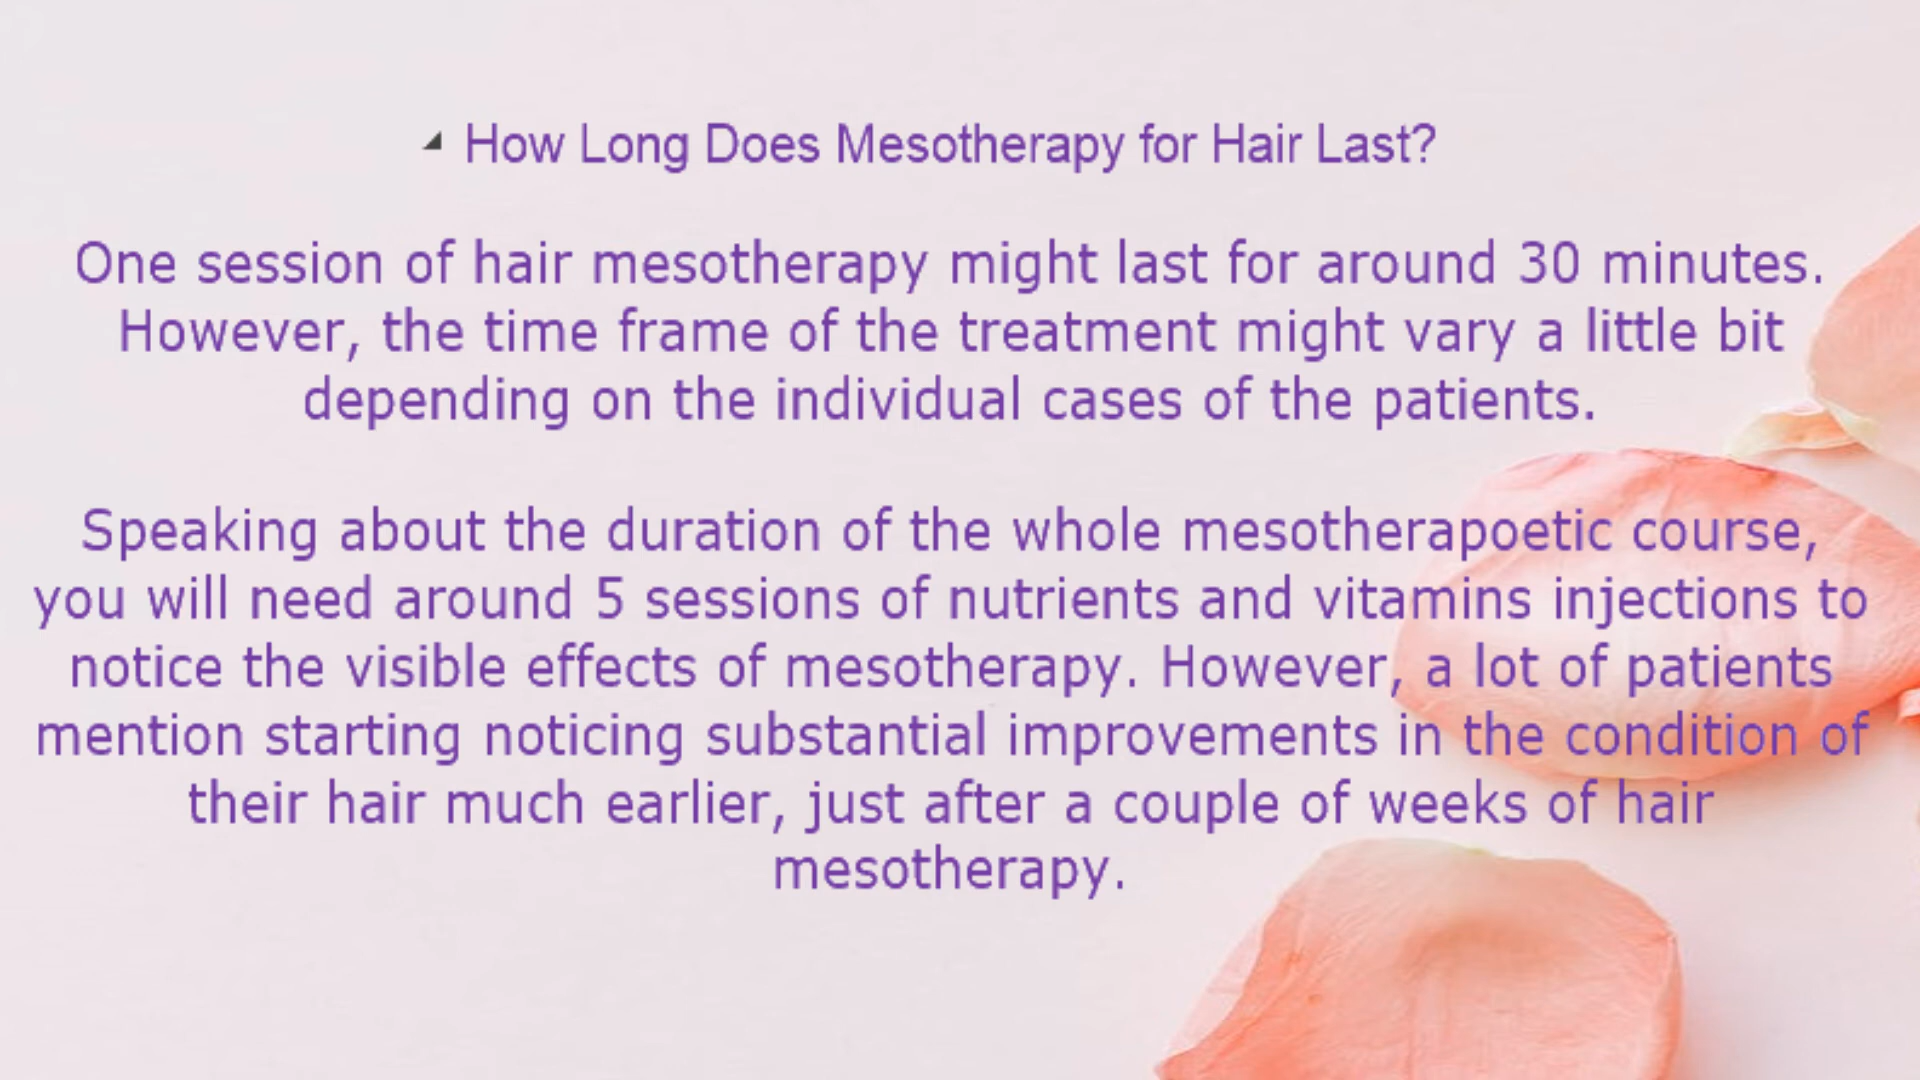 How Long Does Mesotherapy for Hair Last?
One session of hair mesotherapy might last for around 30 minutes.
However, the time frame of the treatment might vary a little bit
depending on the individual cases of the patients.
Speaking about the duration of the whole mesotherapoetic course,
you will need around 5 sessions of nutrients and vitamins injections to
notice the visible effects of mesotherapy. However, a lot of patients
mention starting noticing substantial improvements in the condition of
their hair much earlier, just after a couple of weeks of hair
mesotherapy.